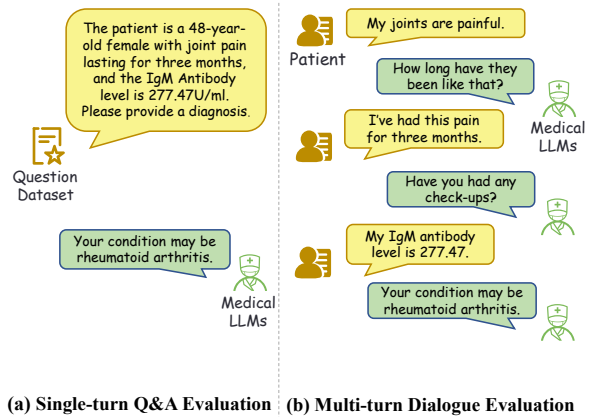 The patient is a 48-year-
old female with joint pain
lasting for three months,
and the IgM Antibody
level is 277.47U/ml.
Please provide a diagnosis.
Question
Dataset
Your condition may be
rheumatoid arthritis.
Medical
LLMs
(a) Single-turn Q&A Evaluation
My joints are painful.
Patient
How long have they
been like that?
Medical
LLMs
I've had this pain
for three months.
Have you had any
check-ups?
My IgM antibody
level is 277.47.
Your condition may be
rheumatoid arthritis.
(b) Multi-turn Dialogue Evaluation